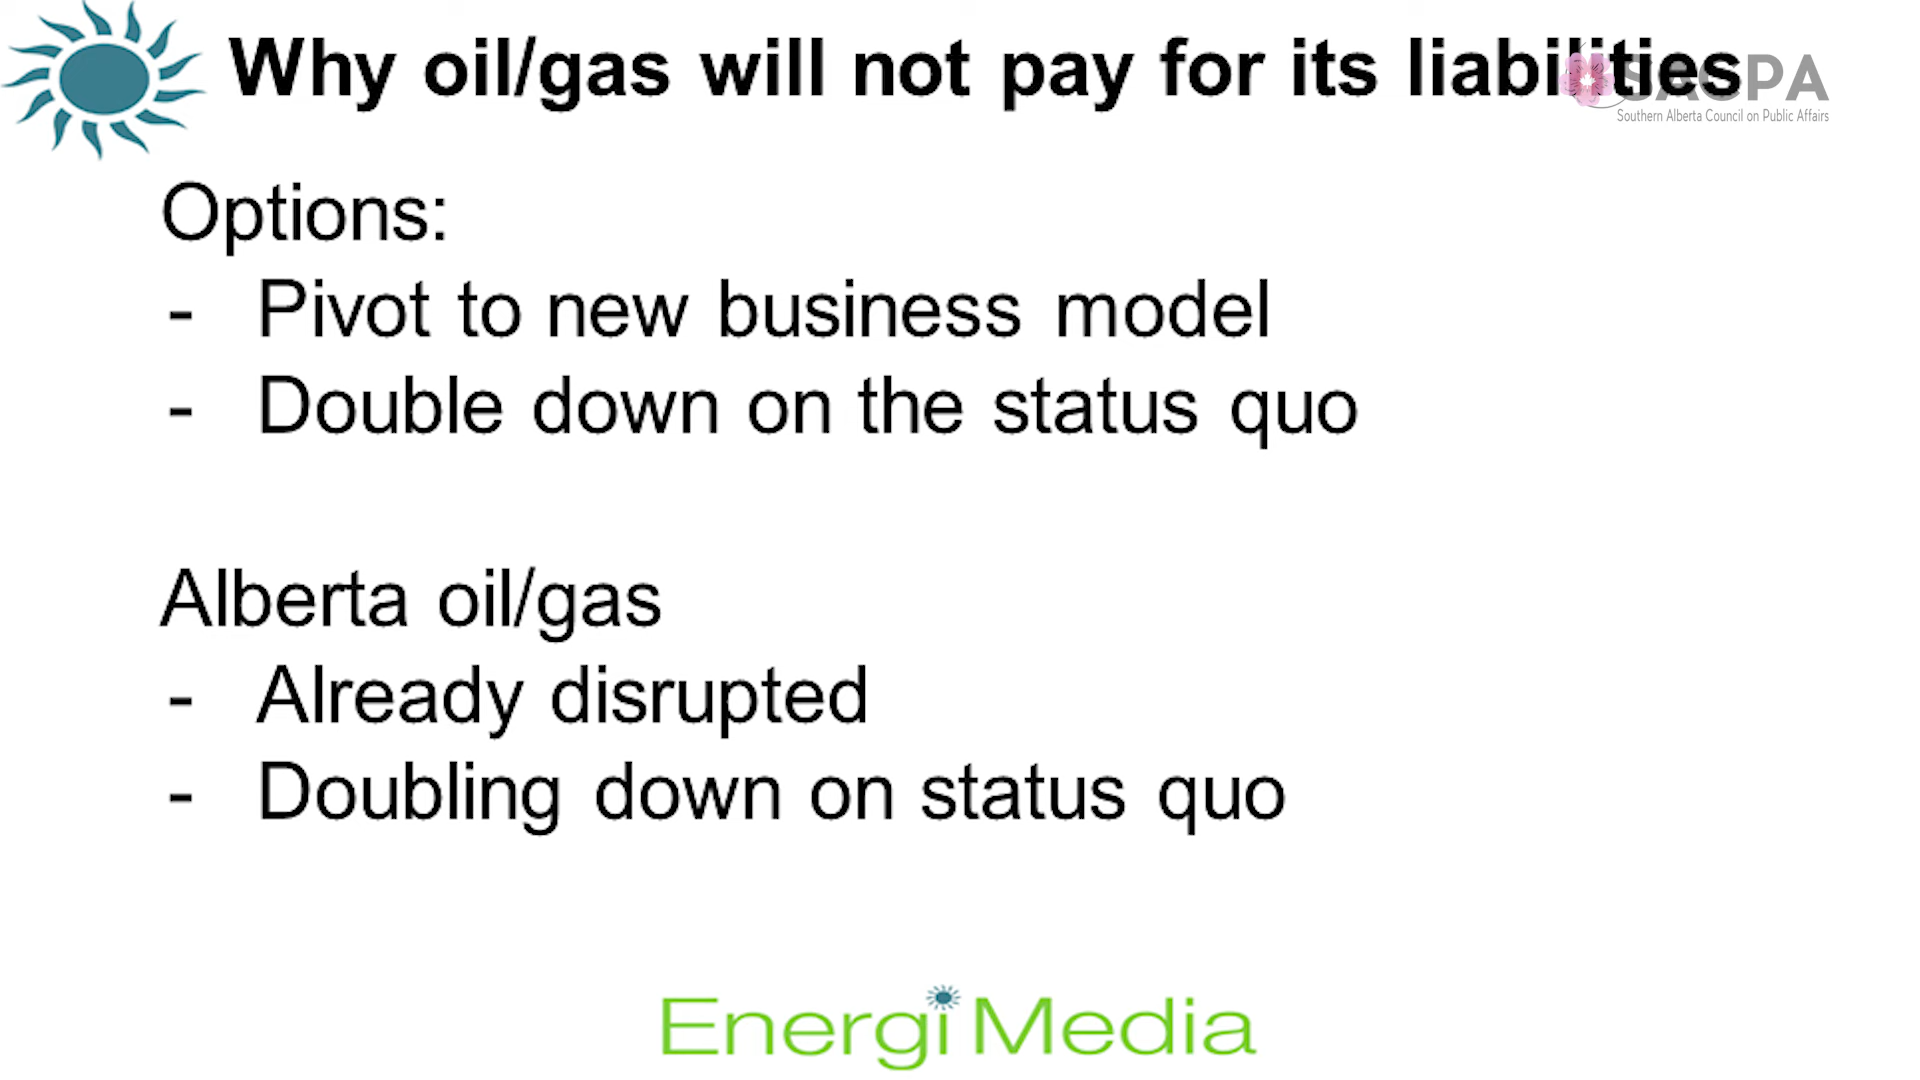 Why oil/gas will not pay for its liabilities
SACPA
Southern Alberta Council on Public Affairs
Options:
- Pivot to new business model
- Double down on the status quo
Alberta oil/gas
- Already disrupted
- Doubling down on status quo
Energi Media